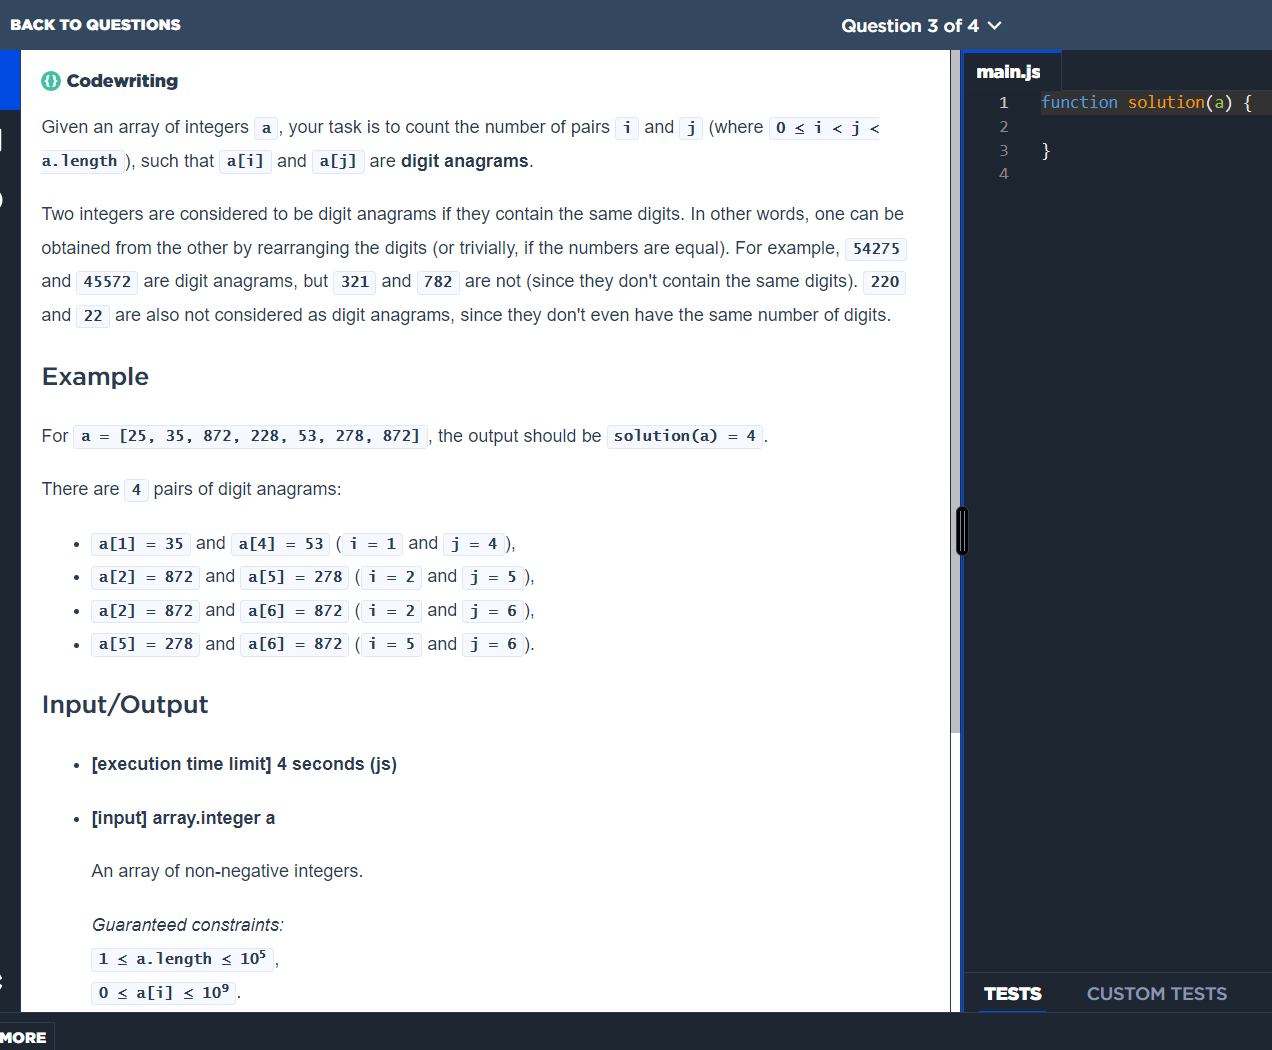 BACK TO QUESTIONS
Question 3 of 4
Codewriting
Given an array of integers a, your task is to count the number of pairs i and j (where 0 ≤ i < j <
a.length), such that a[i] and a[j] are digit anagrams.
Two integers are considered to be digit anagrams if they contain the same digits. In other words, one can be
obtained from the other by rearranging the digits (or trivially, if the numbers are equal). For example, 54275
and 45572 are digit anagrams, but 321 and 782 are not (since they don't contain the same digits). 220
and 22 are also not considered as digit anagrams, since they don't even have the same number of digits.
Example
For a = [25, 35, 872, 228, 53, 278, 872], the output should be solution(a) = 4.
There are 4 pairs of digit anagrams:
• a[1] = 35 and a[4] = 53 (i = 1 and j = 4),
• a[2] = 872 and a[5] = 278 (i = 2 and j = 5),
• a[2] = 872 and a[6] = 872 (i = 2 and j = 6),
• a[5] = 278 and a[6] = 872 (i = 5 and j = 6).
Input/Output
• [execution time limit] 4 seconds (js)
• [input] array.integer a
An array of non-negative integers.
Guaranteed constraints:
1 ≤ a.length ≤ 10⁵,
0 ≤ a[i] ≤ 10⁹.
MORE
main.js
1 function solution(a) {
2
3 }
4
TESTS
CUSTOM TESTS